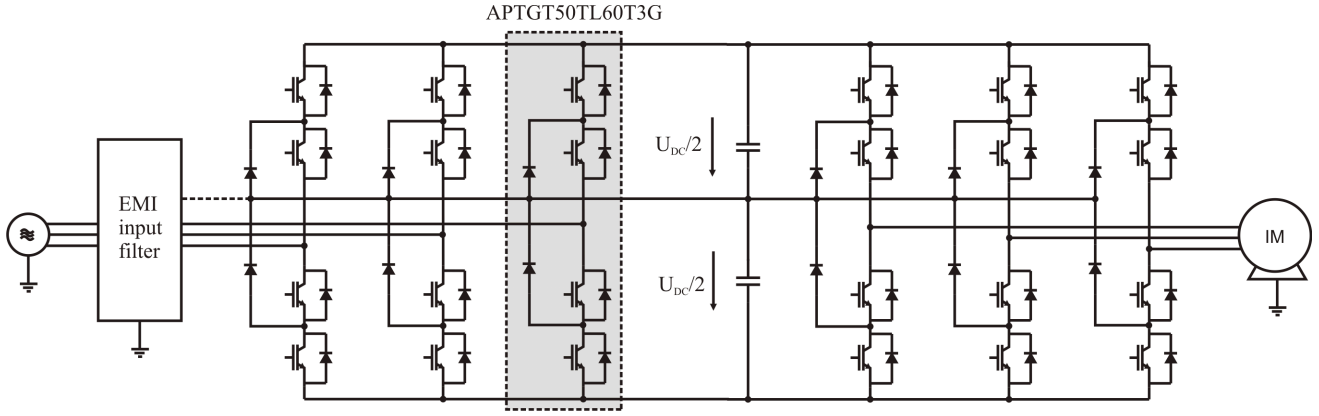 APTGT50TL60T3G
U_DC/2
EMI
input
filter
≋
IM
U_DC/2